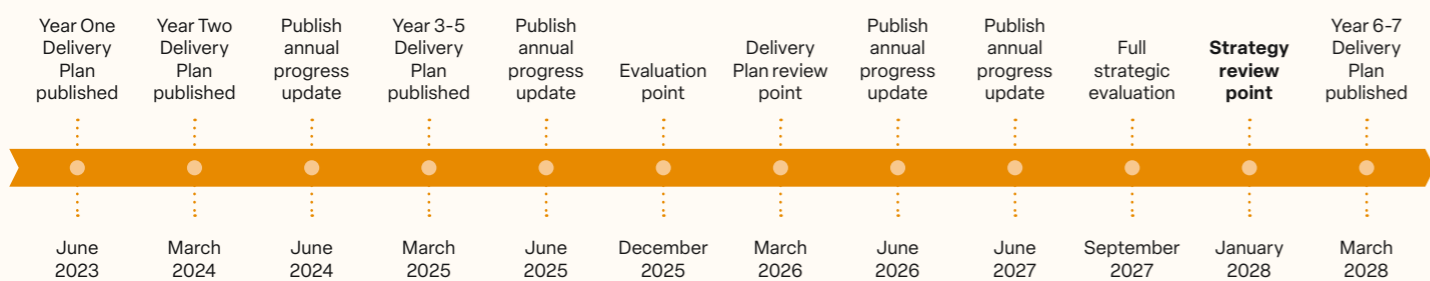 Year One
Delivery
Plan
published
Year Two
Delivery
Plan
published
Publish
annual
progress
update
Year 3-5
Delivery
Plan
published
Publish
annual
progress
update
Evaluation
point
Delivery
Plan review
point
Publish
annual
progress
update
Publish
annual
progress
update
Full
strategic
evaluation
Strategy
review
point
Year 6-7
Delivery
Plan
published
June
2023
March
2024
June
2024
March
2025
June
2025
December
2025
March
2026
June
2026
June
2027
September
2027
January
2028
March
2028